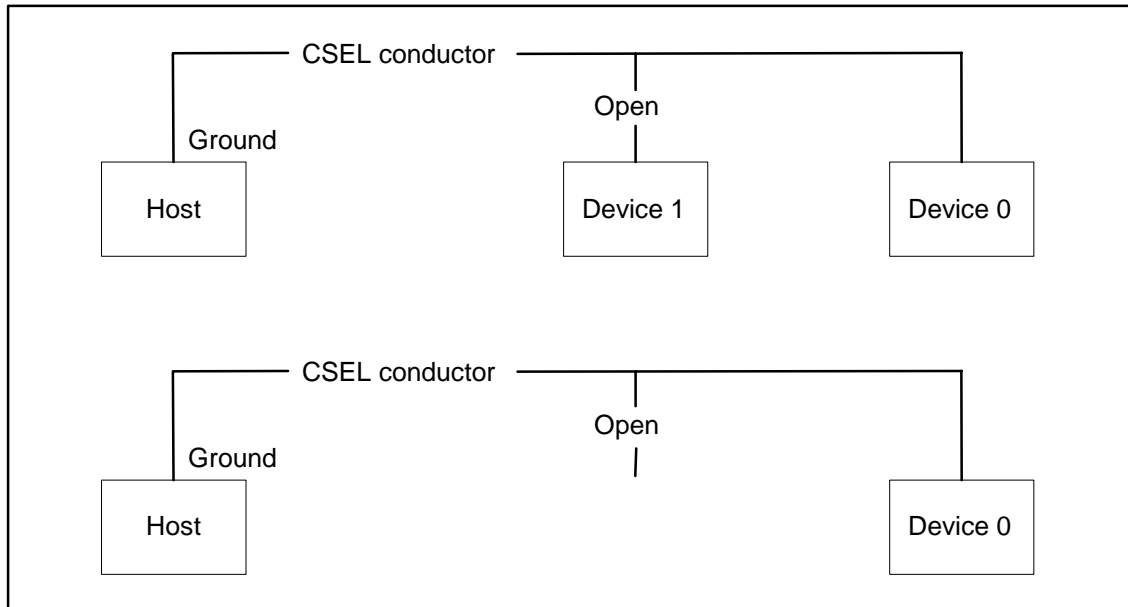 CSEL conductor
Open
Ground
Host
Device 1
Device 0
CSEL conductor
Open
Ground
Host
Device 0